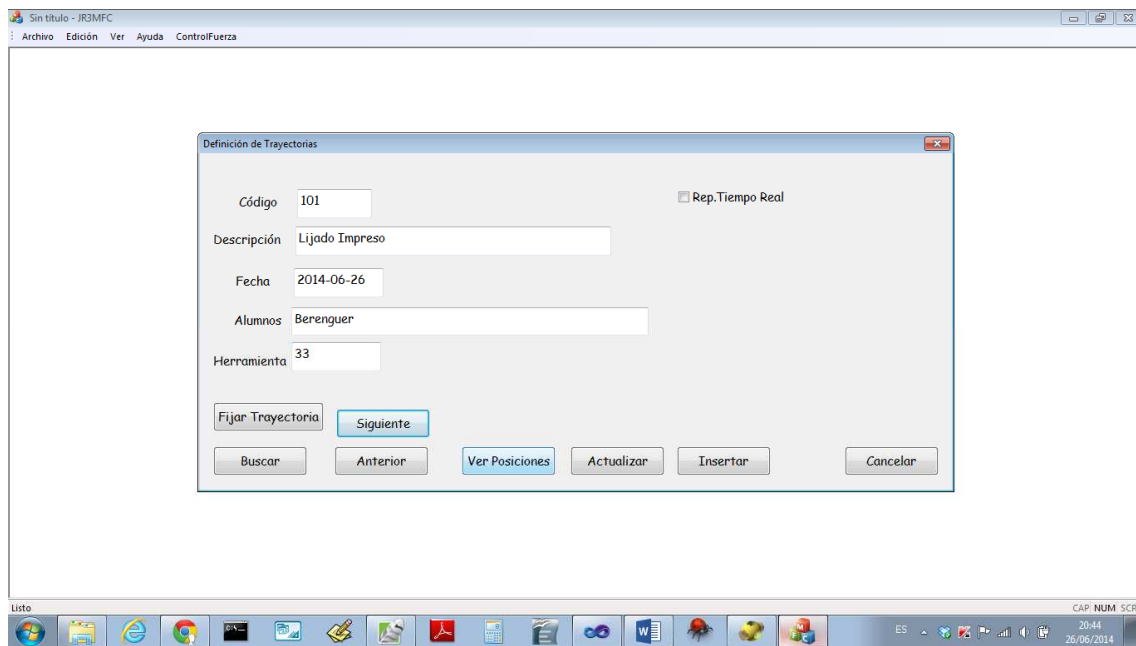 Sin título - JR3MFC
Archivo Edición Ver Ayuda ControlFuerza
Definición de Trayectorias
Código 101
Rep.Tiempo Real
Descripción Lijado Impreso
Fecha 2014-06-26
Alumnos Berenguer
Herramienta 33
Fijar Trayectoria Siguiente
Buscar Anterior Ver Posiciones Actualizar Insertar Cancelar
Listo
CAP NUM SCR
ES
20:44
26/06/2014